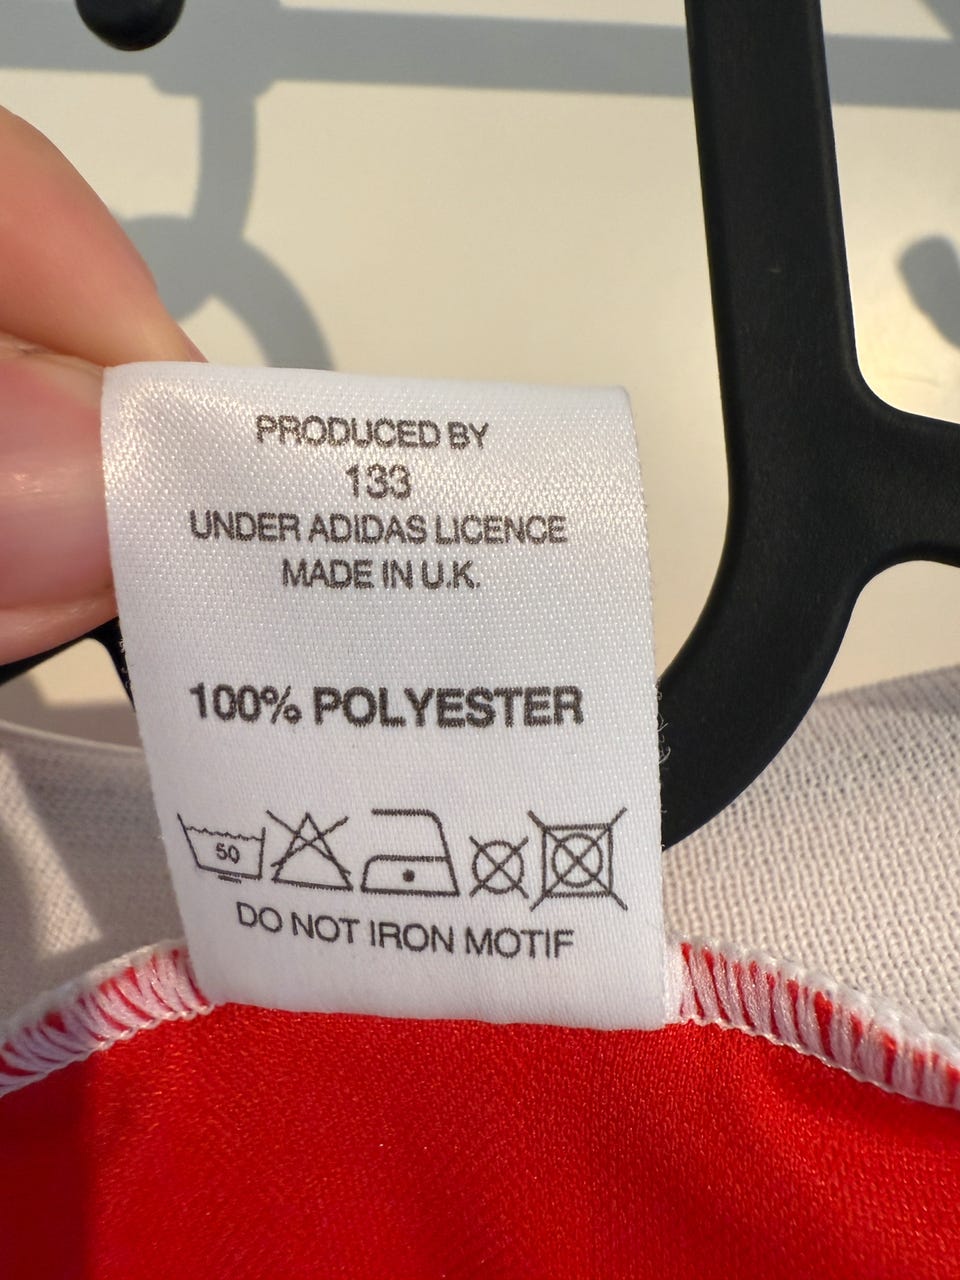 PRODUCED BY
133
UNDER ADIDAS LICENCE
MADE IN U.K.
100% POLYESTER
50
DO NOT IRON MOTIF